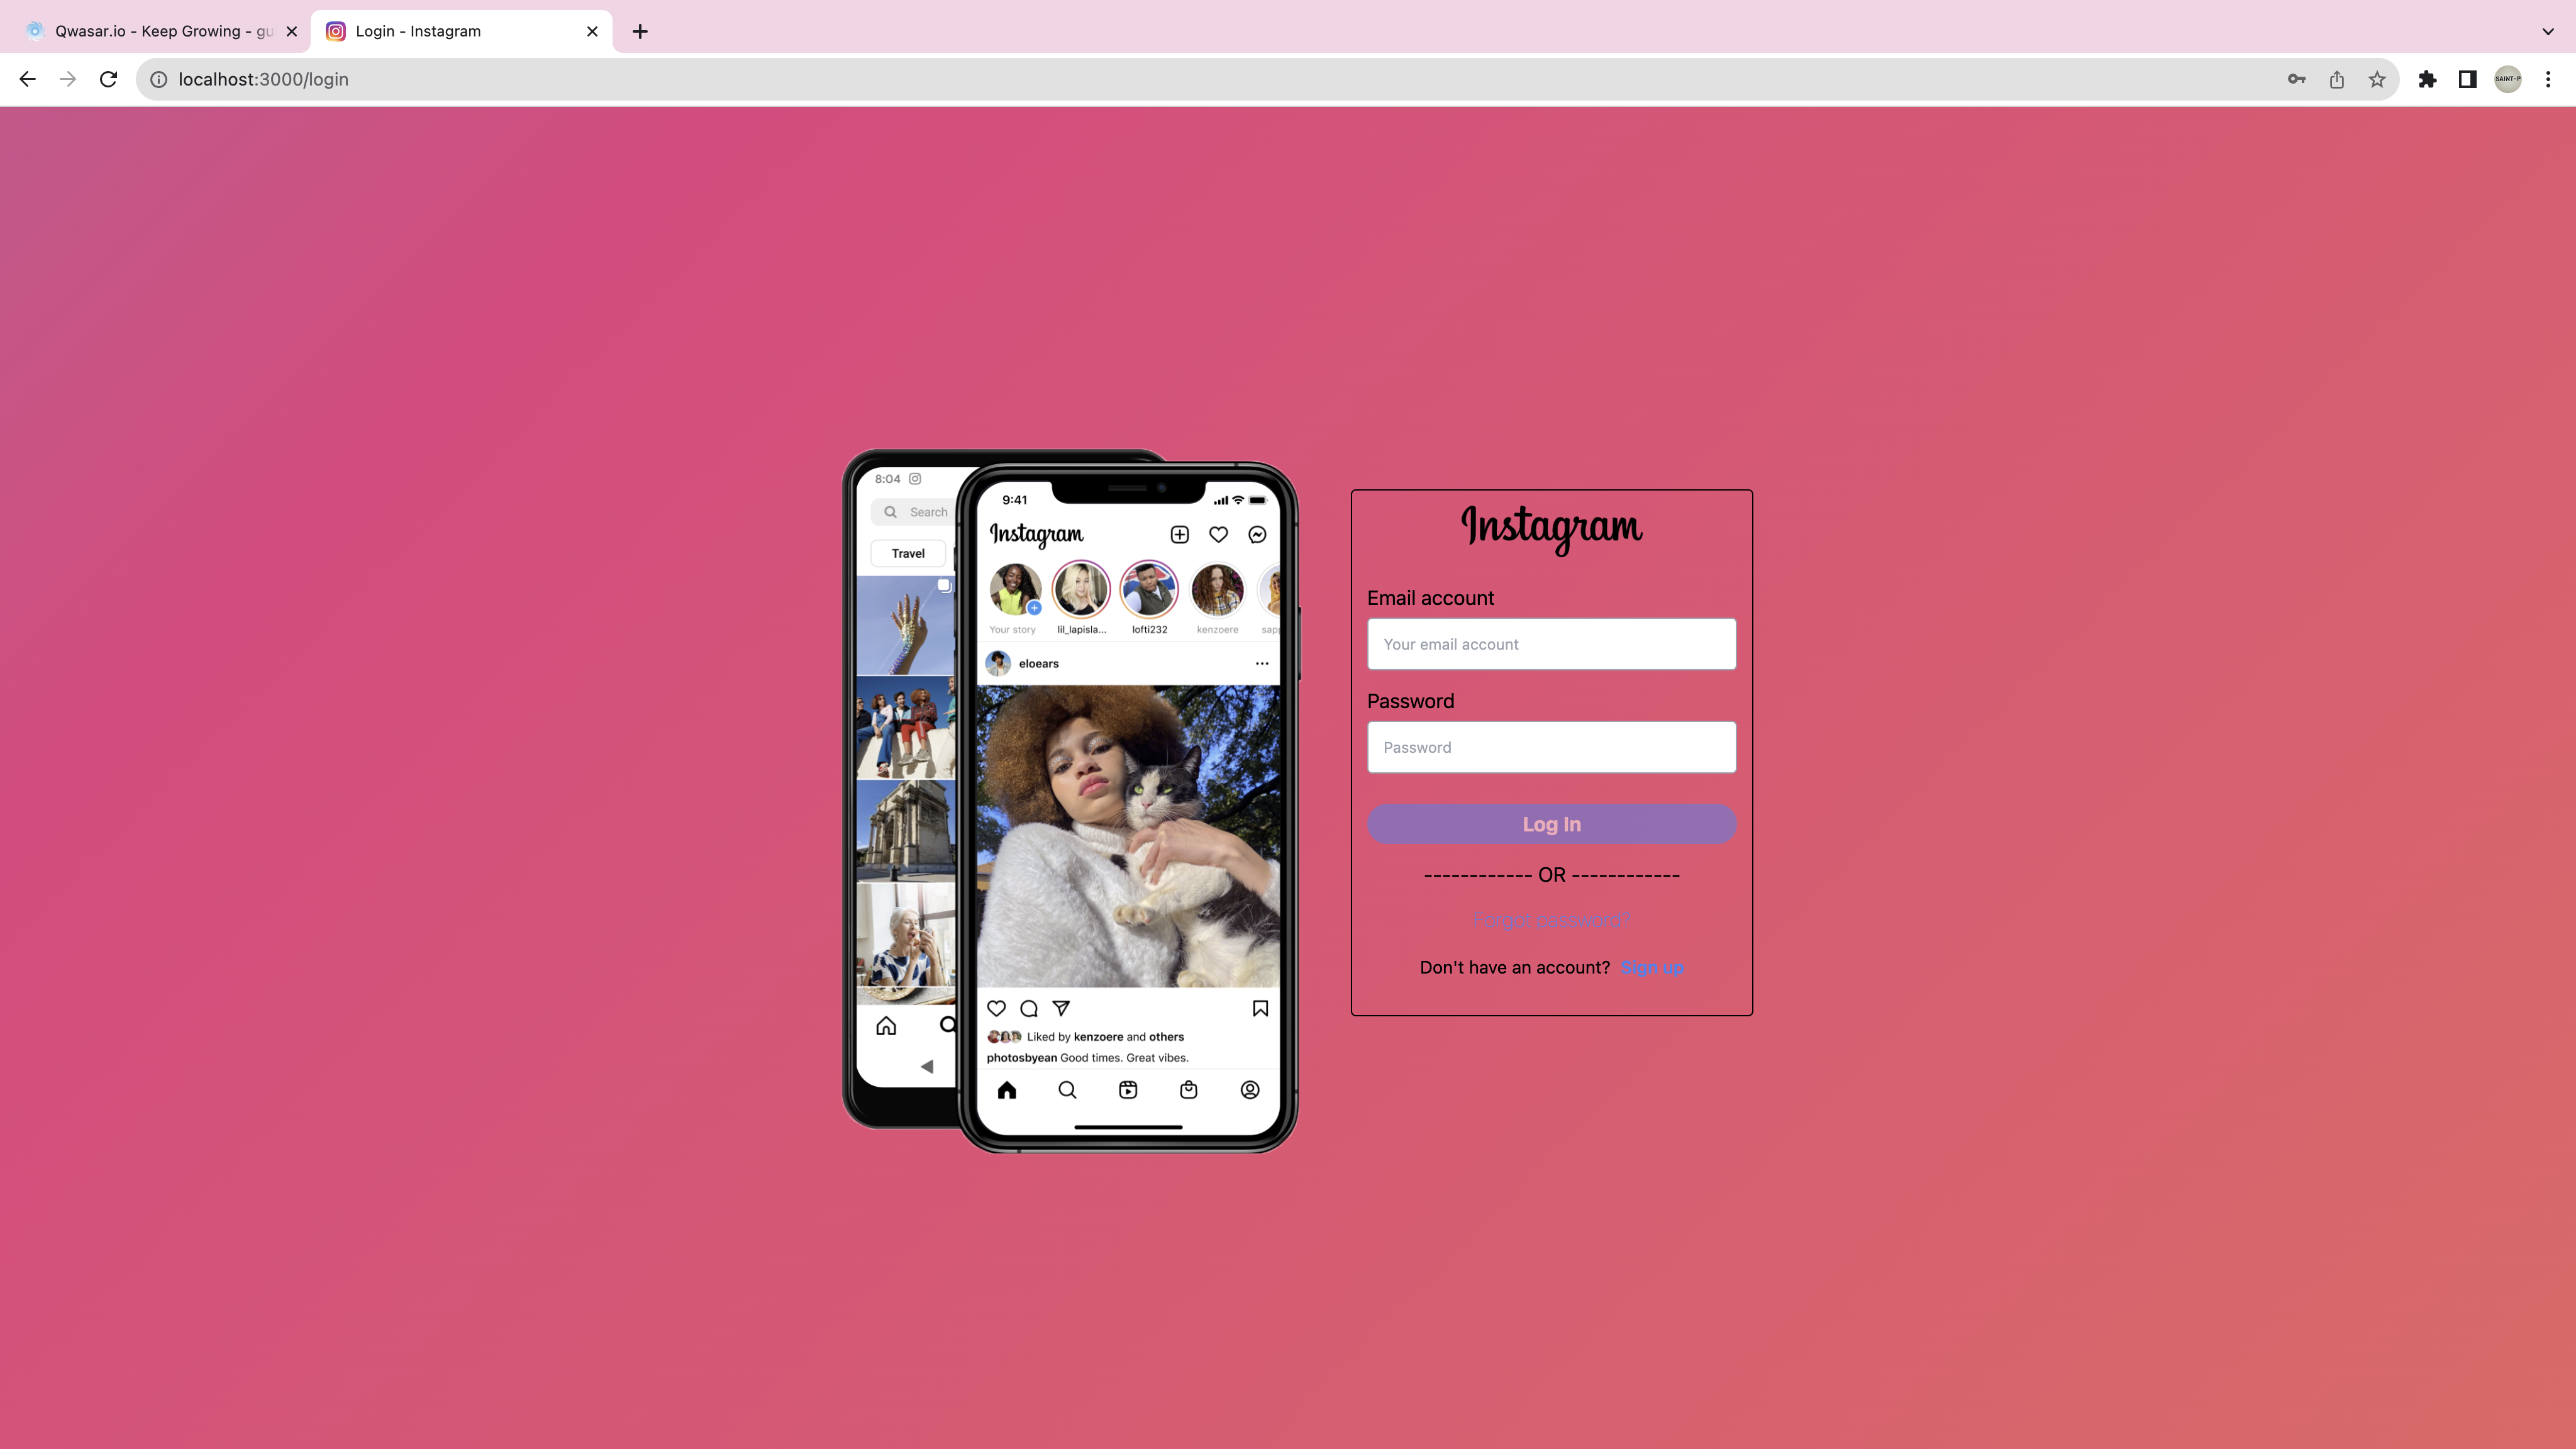 Qwasar.io - Keep Growing - gu
Login - Instagram
localhost:3000/login
SAINT-P
8:04
Search
Travel
9:41
Instagram
Your story
lil_lapisla...
lofti232
kenzoere
sapp
eloears
Liked by kenzoere and others
photosbyean Good times. Great vibes.
Instagram
Email account
Your email account
Password
Password
Log In
------------ OR ------------
Forgot password?
Don't have an account? Sign up